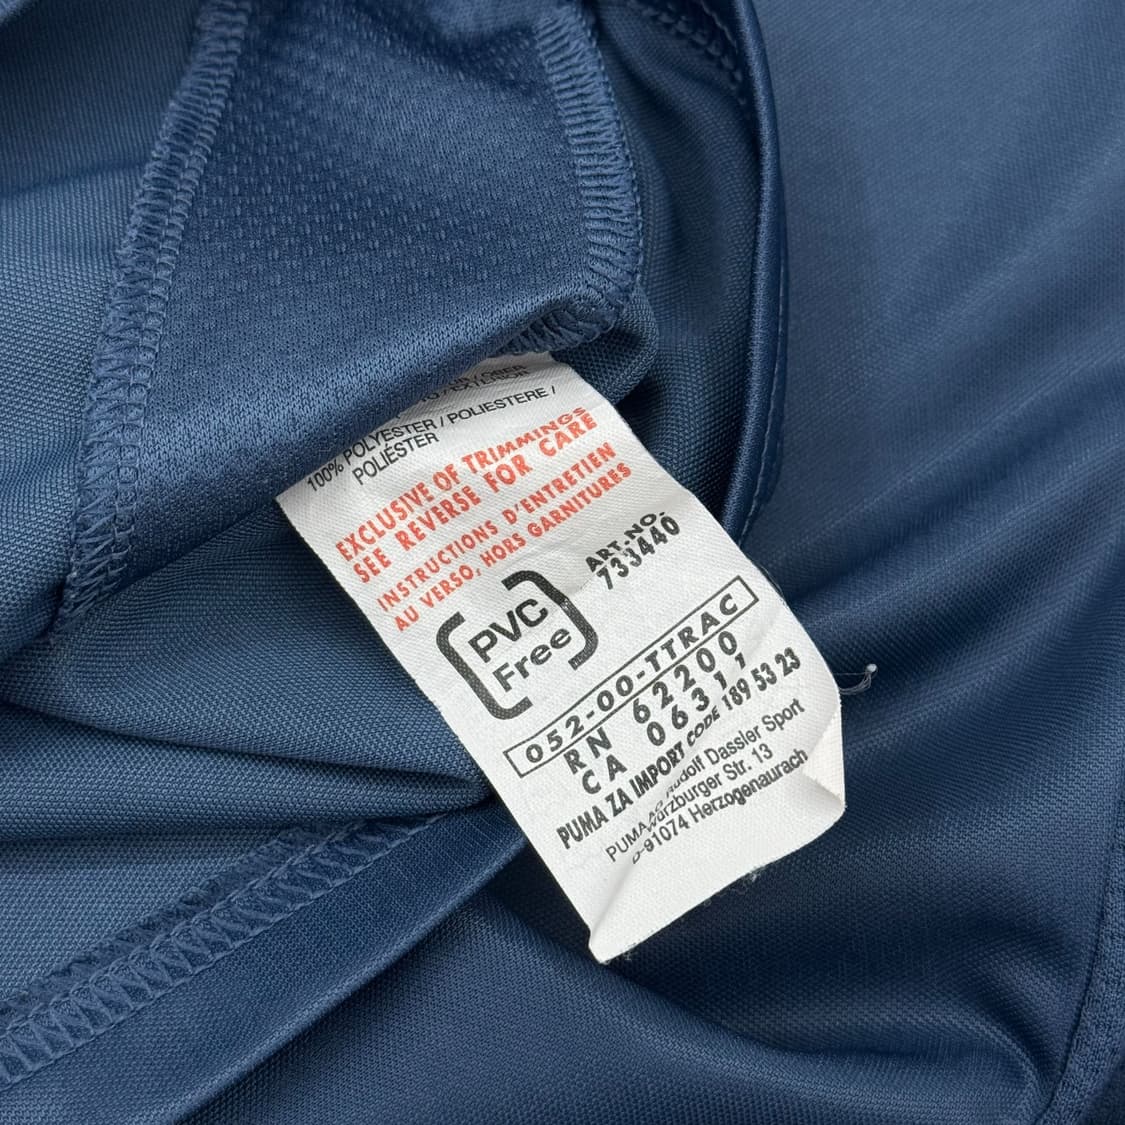 OBER
EXTERIOR
100% POLYESTER / POLIESTERE /
POLIÉSTER
EXCLUSIVE OF TRIMMINGS
SEE REVERSE FOR CARE
INSTRUCTIONS D'ENTRETIEN
AU VERSO, HORS GARNITURES
ART.-NO.
733440
PVC
Free
052-00-TTRAC
RN 62200
CA 06311
PUMA ZA IMPORT CODE 189 53 23
PUMA AG Rudolf Dassler Sport
Würzburger Str. 13
D-91074 Herzogenaurach